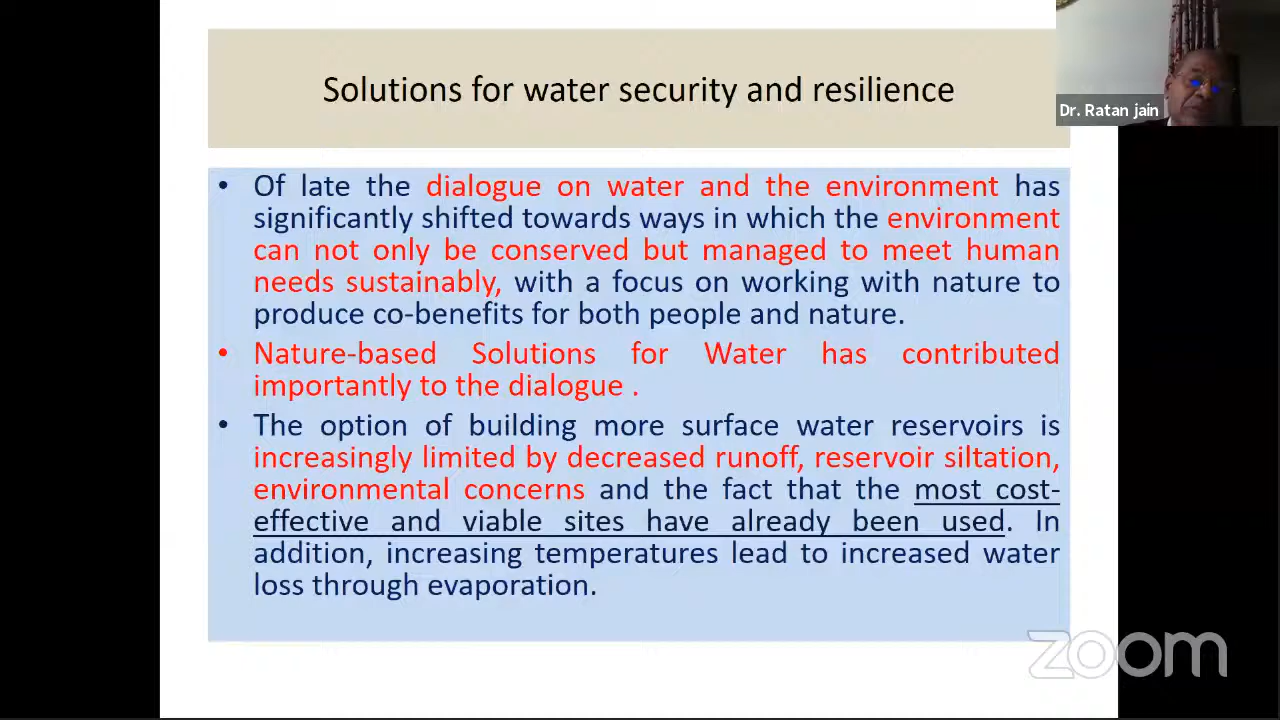 Solutions for water security and resilience
Dr. Ratan jain
• Of late the dialogue on water and the environment has
significantly shifted towards ways in which the environment
can not only be conserved but managed to meet human
needs sustainably, with a focus on working with nature to
produce co-benefits for both people and nature.
• Nature-based Solutions for Water has contributed
importantly to the dialogue .
• The option of building more surface water reservoirs is
increasingly limited by decreased runoff, reservoir siltation,
environmental concerns and the fact that the most cost-
effective and viable sites have already been used. In
addition, increasing temperatures lead to increased water
loss through evaporation.
zoom